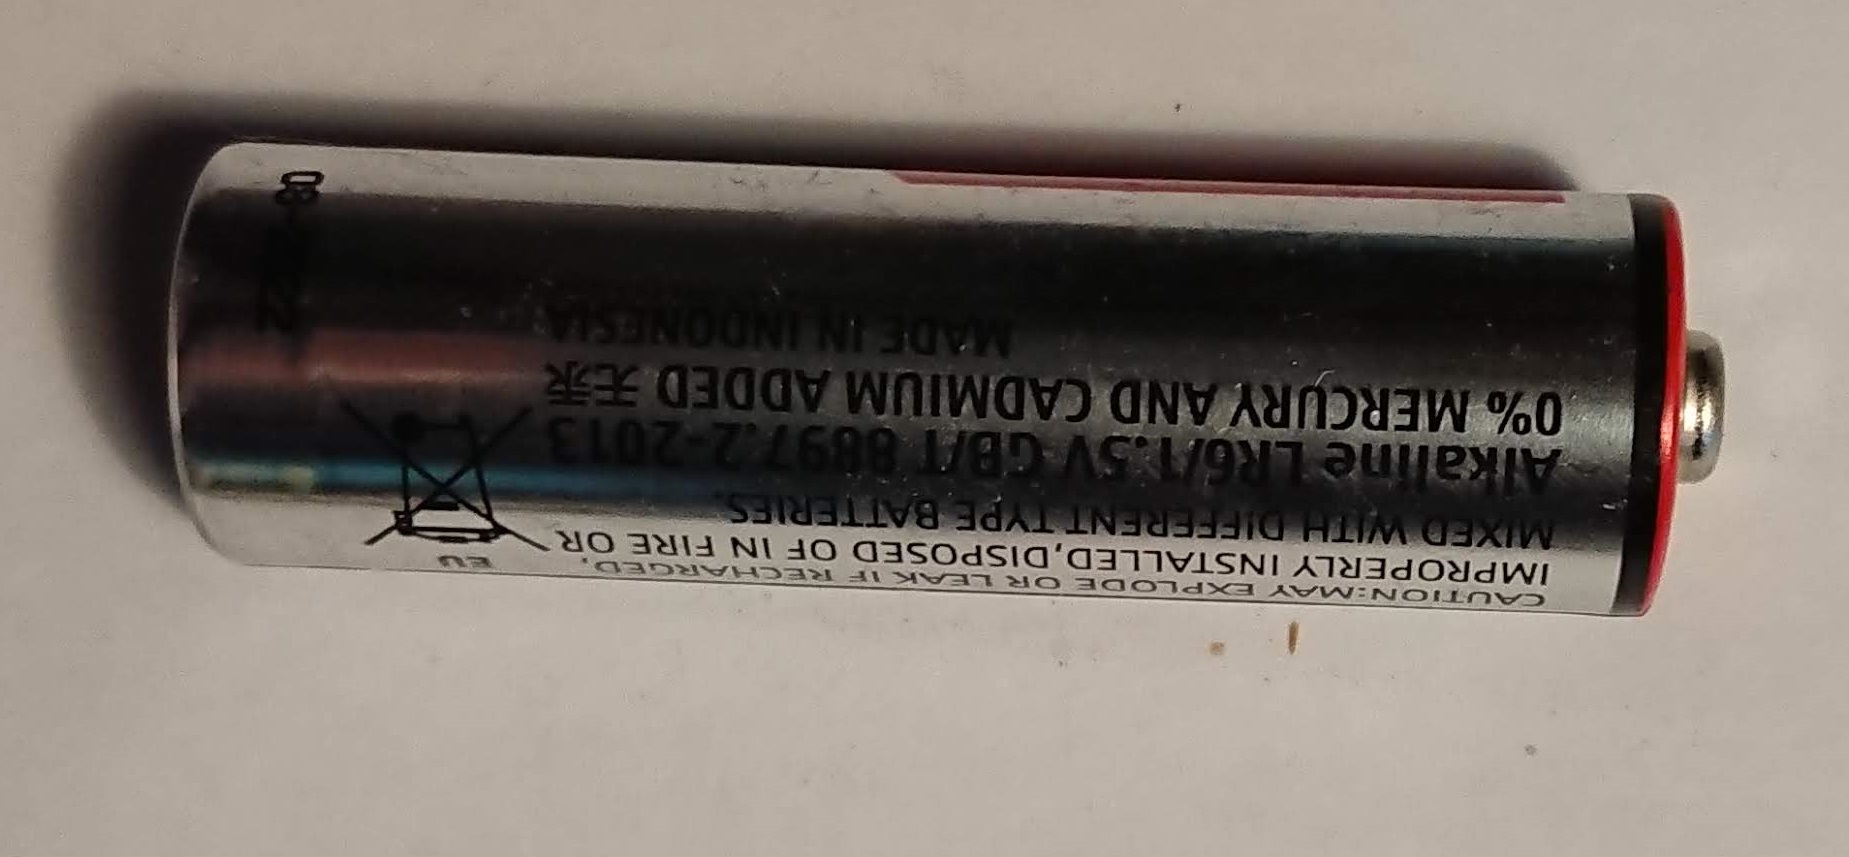 CAUTION:MAY EXPLODE OR LEAK IF RECHARGED,
IMPROPERLY INSTALLED,DISPOSED OF IN FIRE OR
MIXED WITH DIFFERENT TYPE BATTERIES.
Alkaline LR6/1.5V GB/T 8897.2-2013
0% MERCURY AND CADMIUM ADDED 无汞
MADE IN INDONESIA
EU